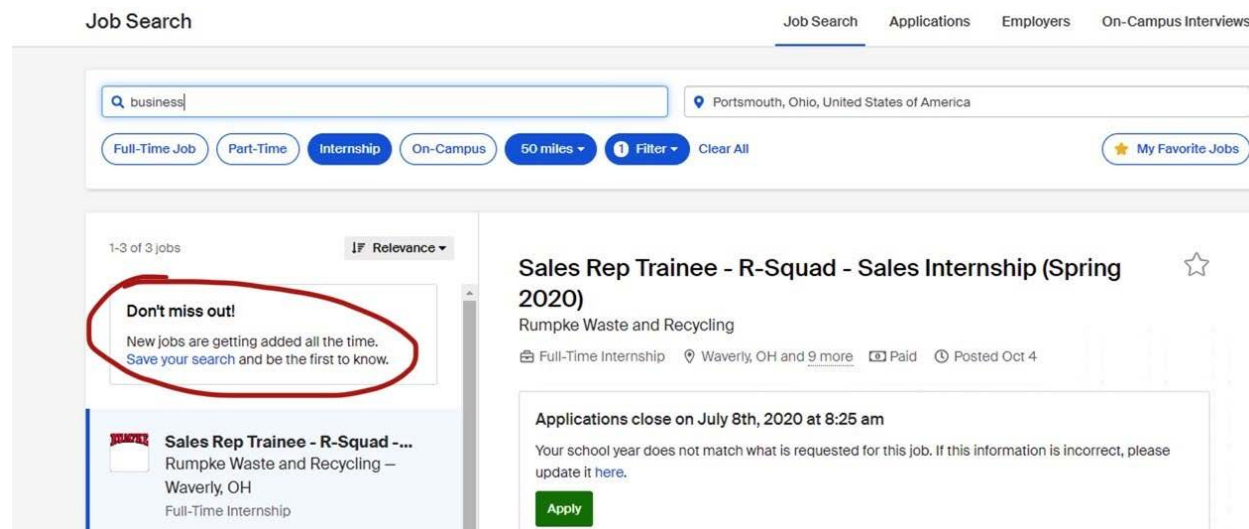 Job Search
Job Search Applications Employers On-Campus Interviews
business
Portsmouth, Ohio, United States of America
Full-Time Job Part-Time Internship On-Campus 50 miles 1 Filter Clear All
My Favorite Jobs
1-3 of 3 jobs
Relevance
Don't miss out!
New jobs are getting added all the time.
Save your search and be the first to know.
RUMPKE
Sales Rep Trainee - R-Squad -...
Rumpke Waste and Recycling –
Waverly, OH
Full-Time Internship
Sales Rep Trainee - R-Squad - Sales Internship (Spring
2020)
Rumpke Waste and Recycling
Full-Time Internship Waverly, OH and 9 more Paid Posted Oct 4
Applications close on July 8th, 2020 at 8:25 am
Your school year does not match what is requested for this job. If this information is incorrect, please
update it here.
Apply